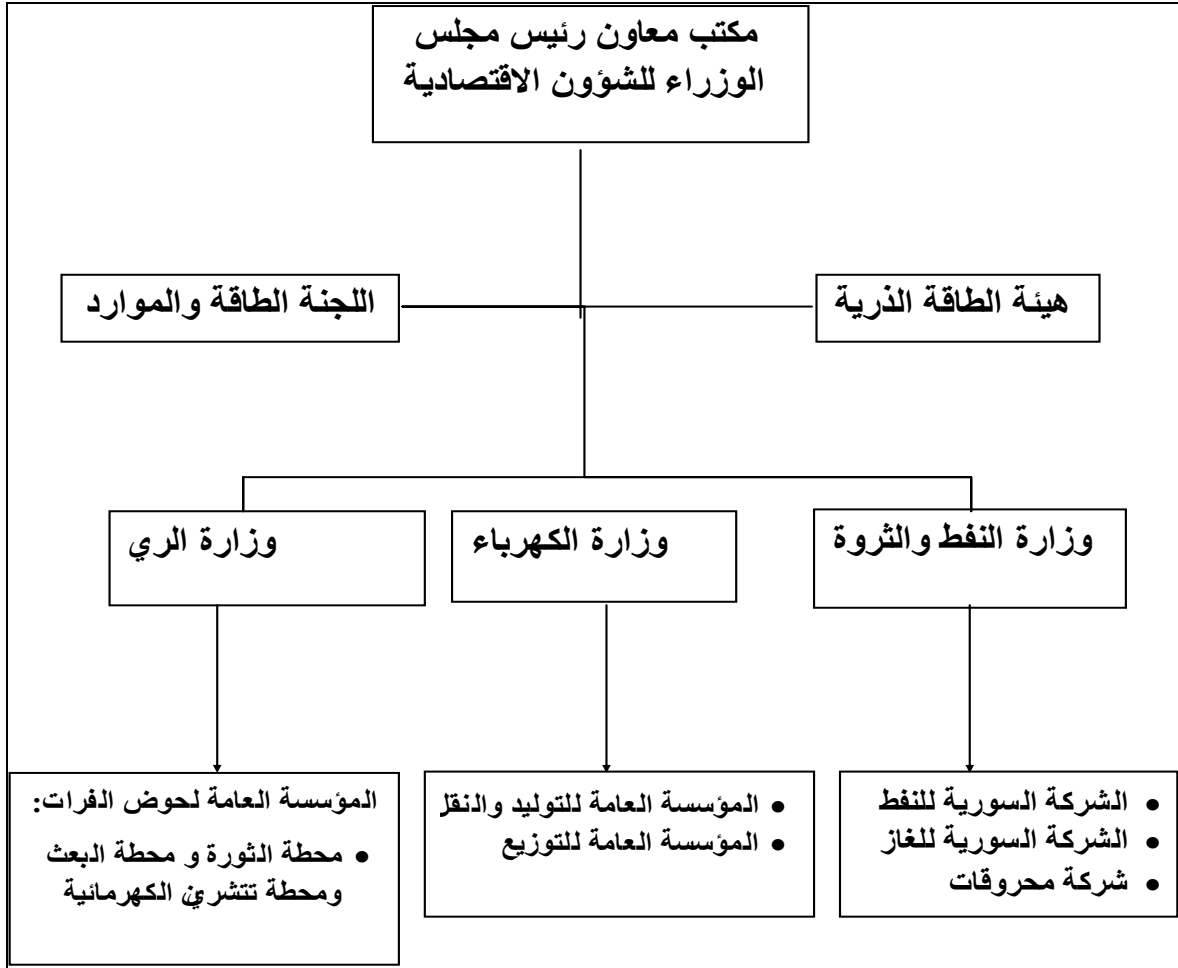 مكتب معاون رئيس مجلس
الوزراء للشؤون الاقتصادية
هيئة الطاقة الذرية
اللجنة الطاقة والموارد
وزارة النفط والثروة
وزارة الكهرباء
وزارة الري
• الشركة السورية للنفط
• الشركة السورية للغاز
• شركة محروقات
• المؤسسة العامة للتوليد والنقل
• المؤسسة العامة للتوزيع
المؤسسة العامة لحوض الفرات:
• محطة الثورة و محطة البعث
ومحطة تتشرين الكهرمائية